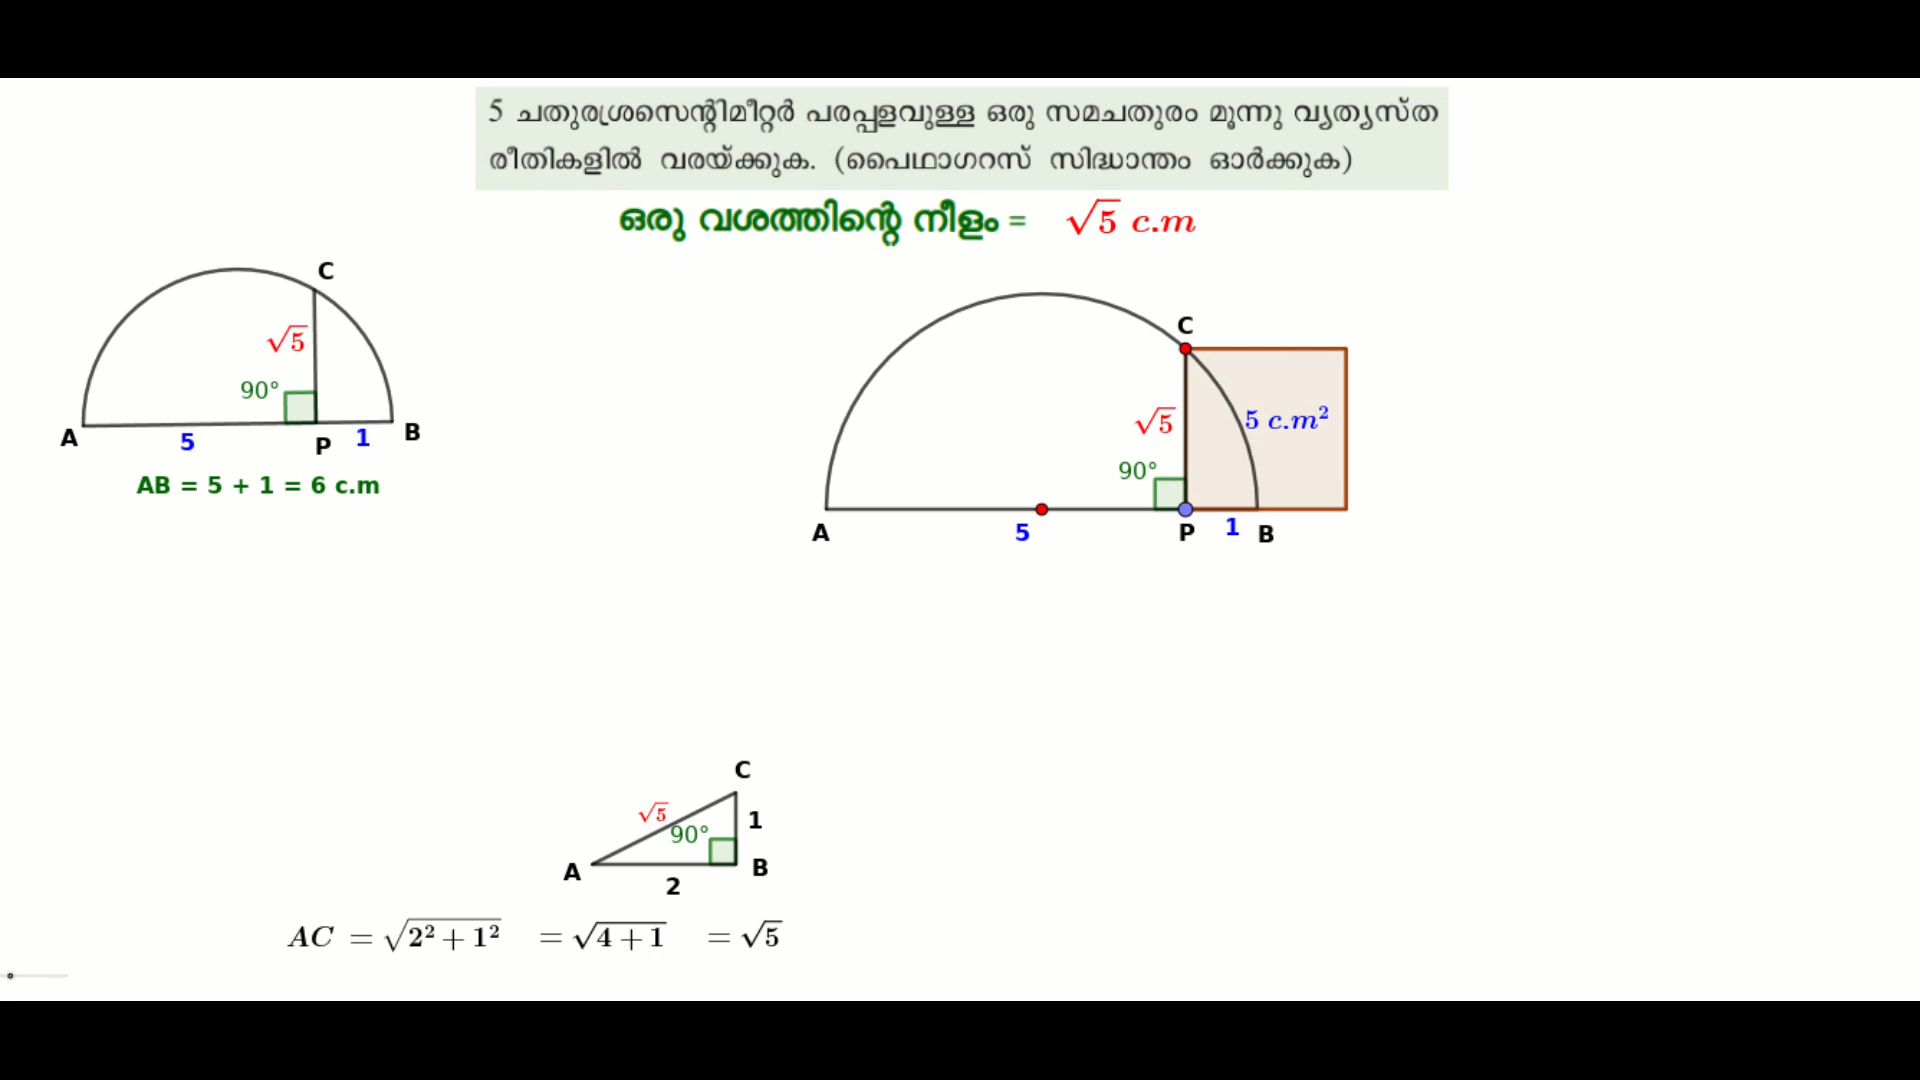 5 ചതുരശ്രസെന്റിമീറ്റർ പരപ്പളവുള്ള ഒരു സമചതുരം മൂന്നു വ്യത്യസ്ത
രീതികളിൽ വരയ്ക്കുക. (പൈഥാഗറസ് സിദ്ധാന്തം ഓർക്കുക)
ഒരു വശത്തിന്റെ നീളം = √5 c.m
C
√5
90°
A
5
P
1
B
AB = 5 + 1 = 6 c.m
C
√5
5 c.m²
90°
A
5
P
1
B
C
√5
90°
1
A
B
2
AC = √(2² + 1²) = √(4 + 1) = √5